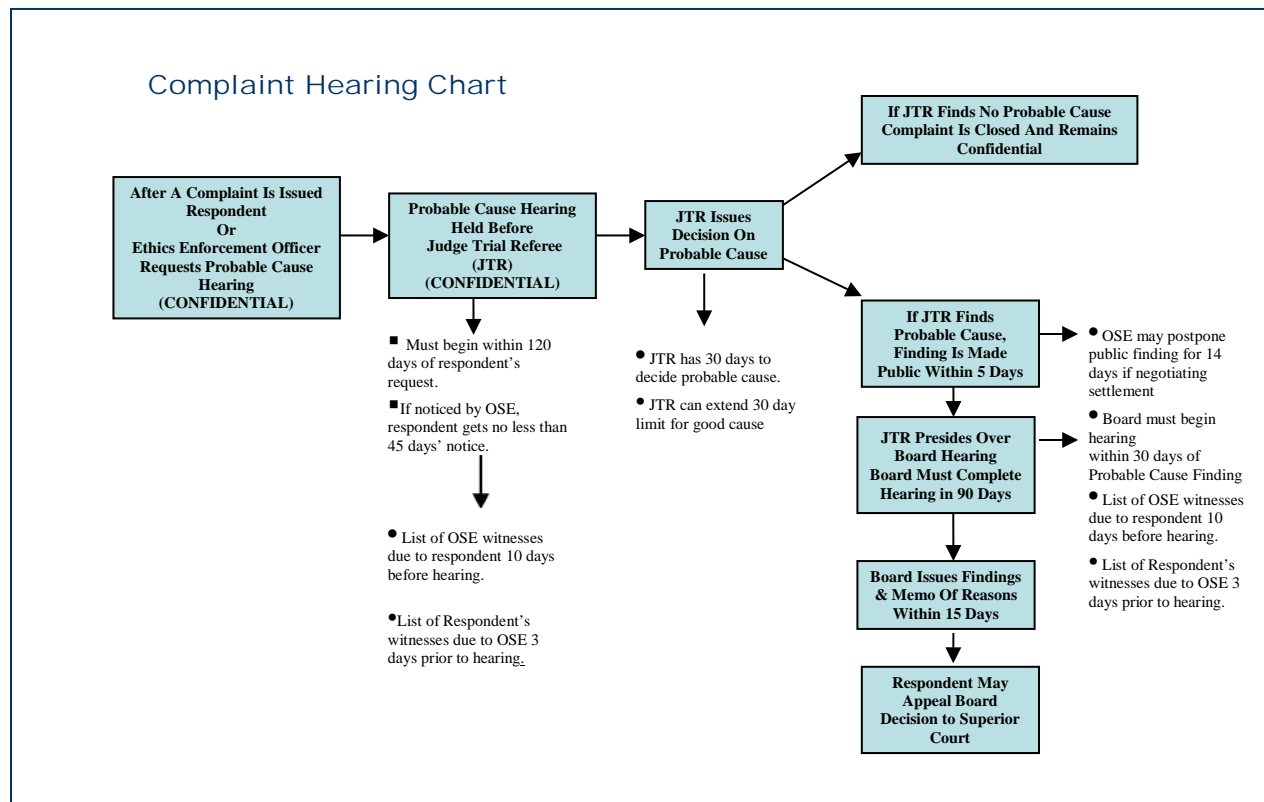 Complaint Hearing Chart
After A Complaint Is Issued
Respondent
Or
Ethics Enforcement Officer
Requests Probable Cause
Hearing
(CONFIDENTIAL)
Probable Cause Hearing
Held Before
Judge Trial Referee
(JTR)
(CONFIDENTIAL)
■ Must begin within 120
days of respondent's
request.
■ If noticed by OSE,
respondent gets no less than
45 days' notice.
● List of OSE witnesses
due to respondent 10 days
before hearing.
●List of Respondent's
witnesses due to OSE 3
days prior to hearing.
JTR Issues
Decision On
Probable Cause
● JTR has 30 days to
decide probable cause.
● JTR can extend 30 day
limit for good cause
If JTR Finds No Probable Cause
Complaint Is Closed And Remains
Confidential
If JTR Finds
Probable Cause,
Finding Is Made
Public Within 5 Days
● OSE may postpone
public finding for 14
days if negotiating
settlement
JTR Presides Over
Board Hearing
Board Must Complete
Hearing in 90 Days
● Board must begin
hearing
within 30 days of
Probable Cause Finding
● List of OSE witnesses
due to respondent 10
days before hearing.
● List of Respondent's
witnesses due to OSE 3
days prior to hearing.
Board Issues Findings
& Memo Of Reasons
Within 15 Days
Respondent May
Appeal Board
Decision to Superior
Court